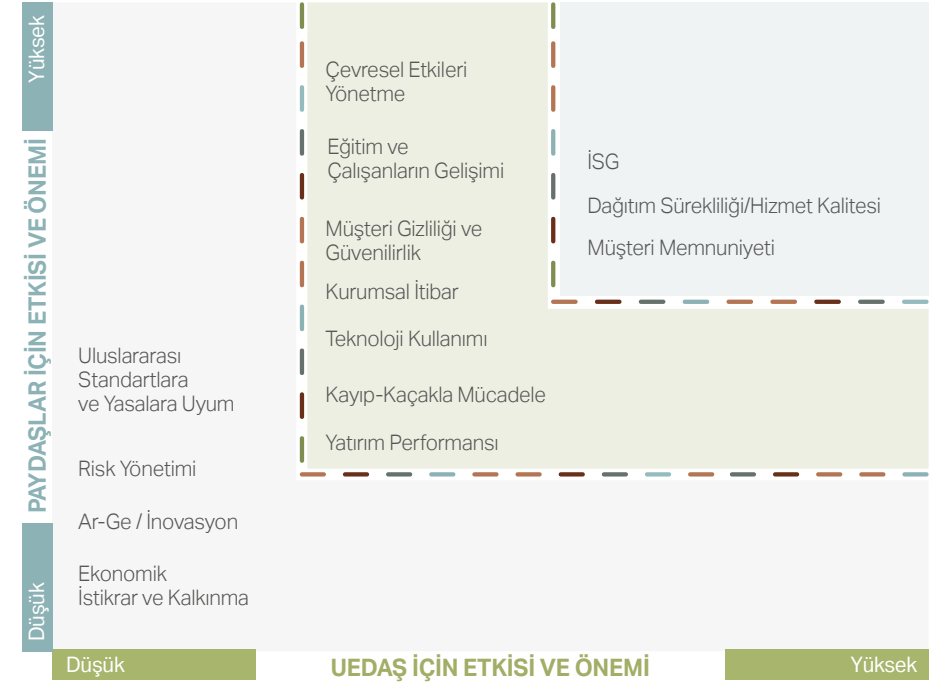 Yüksek
PAYDAŞLAR İÇİN ETKİSİ VE ÖNEMİ
Düşük
Uluslararası
Standartlara
ve Yasalara Uyum
Risk Yönetimi
Ar-Ge / İnovasyon
Ekonomik
İstikrar ve Kalkınma
Çevresel Etkileri
Yönetme
Eğitim ve
Çalışanların Gelişimi
Müşteri Gizliliği ve
Güvenilirlik
Kurumsal İtibar
Teknoloji Kullanımı
Kayıp-Kaçakla Mücadele
Yatırım Performansı
İSG
Dağıtım Sürekliliği/Hizmet Kalitesi
Müşteri Memnuniyeti
Düşük
UEDAŞ İÇİN ETKİSİ VE ÖNEMİ
Yüksek